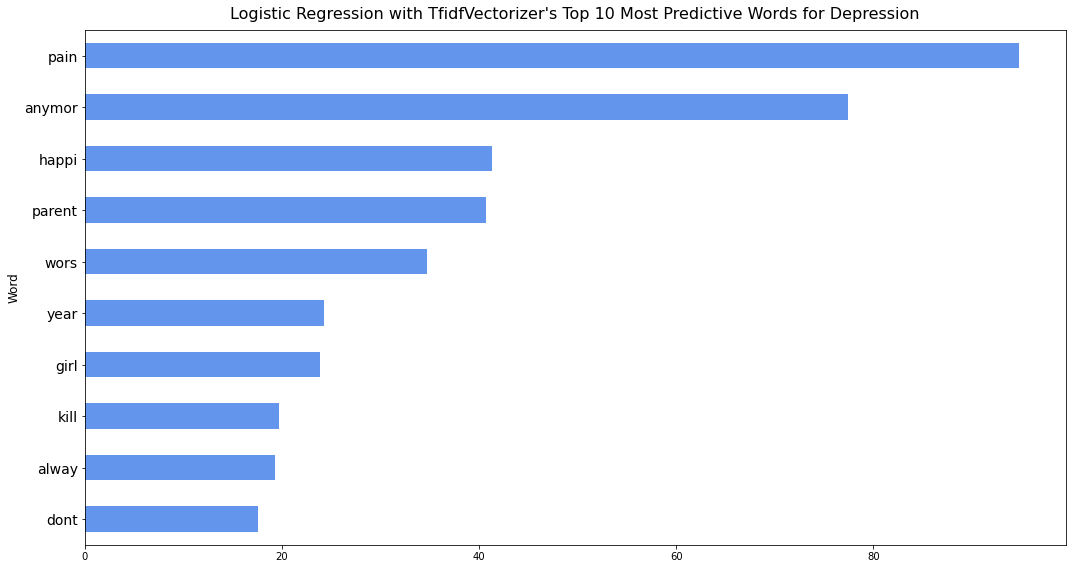 Logistic Regression with TfidfVectorizer's Top 10 Most Predictive Words for Depression
pain
anymor
happi
parent
wors
year
girl
kill
alway
dont
Word
0 20 40 60 80